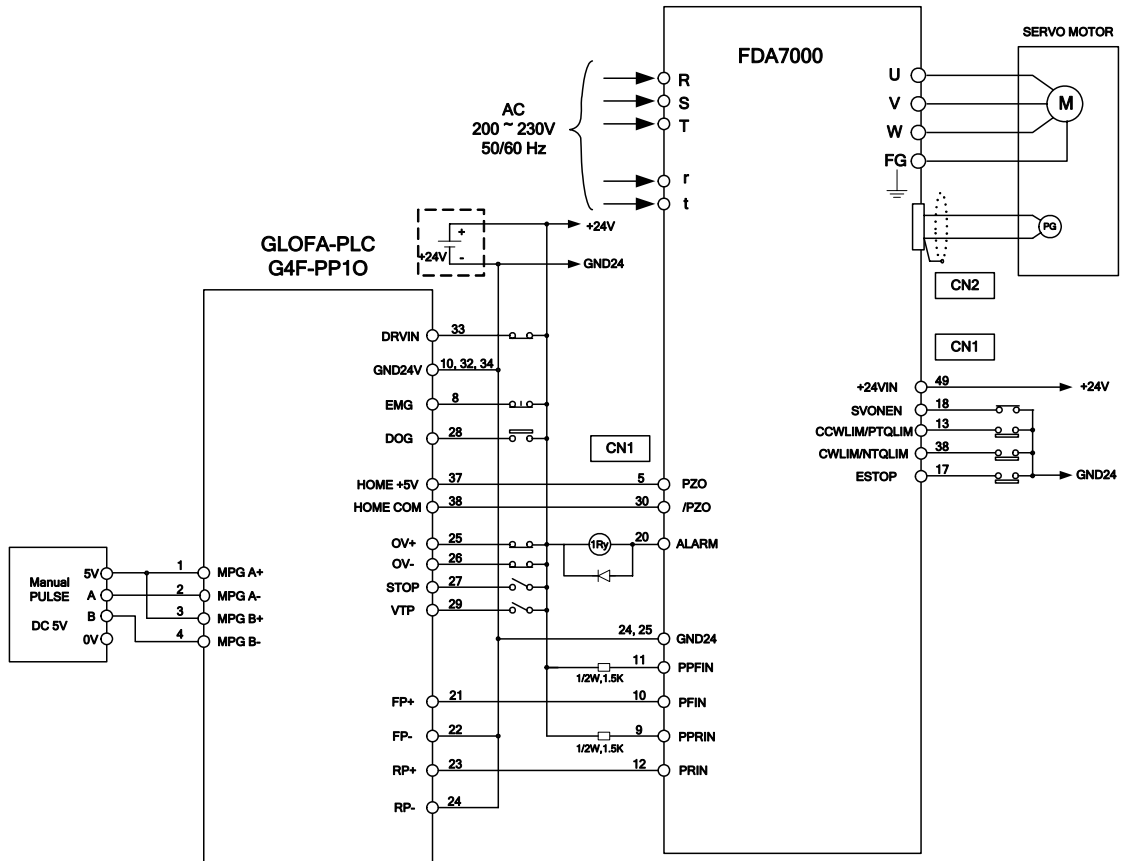 SERVO MOTOR
FDA7000
R
S
T
r
t
AC
200 ~ 230V
50/60 Hz
U
V
W
FG
M
PG
CN2
CN1
+24V
GND24
+
+24V
-
GLOFA-PLC
G4F-PP1O
DRVIN 33
GND24V 10, 32, 34
EMG 8
DOG 28
HOME +5V 37
HOME COM 38
OV+ 25
OV- 26
STOP 27
VTP 29
FP+ 21
FP- 22
RP+ 23
RP- 24
CN1
5 PZO
30 /PZO
1Ry 20 ALARM
24, 25 GND24
11 PPFIN
1/2W,1.5K
10 PFIN
9 PPRIN
1/2W,1.5K
12 PRIN
+24VIN 49 +24V
SVONEN 18
CCWLIM/PTQLIM 13
CWLIM/NTQLIM 38
ESTOP 17 GND24
Manual
PULSE
DC 5V
5V
A
B
0V
1 MPG A+
2 MPG A-
3 MPG B+
4 MPG B-